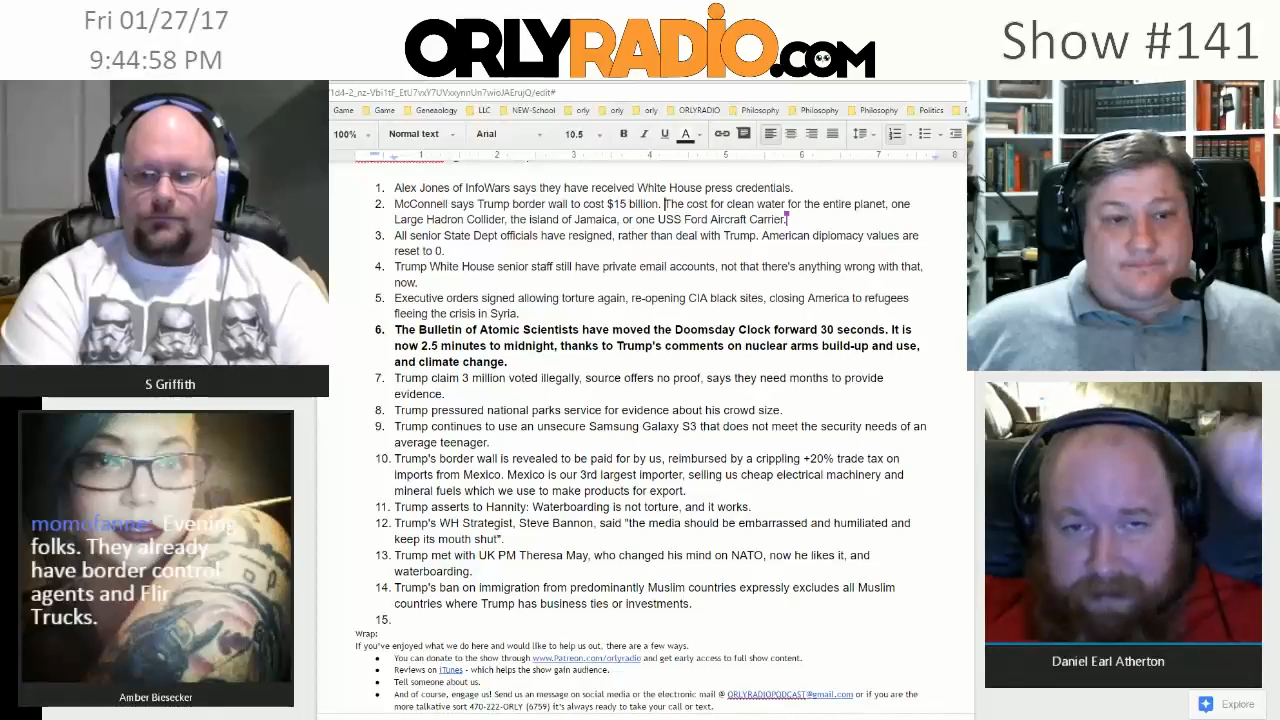 Fri 01/27/17
9:44:58 PM
ORLYRADiO.com
Show #141
Game
Game
Geneology
LLC
NEW-School
orly
orly
orly
ORLYRADIO
Philosophy
Philosophy
Philosophy
Politics
100%
Normal text
Arial
10.5
B I U A
1 2 3 4 5 6 7 8
1. Alex Jones of InfoWars says they have received White House press credentials.
2. McConnell says Trump border wall to cost $15 billion. The cost for clean water for the entire planet, one
Large Hadron Collider, the island of Jamaica, or one USS Ford Aircraft Carrier.
3. All senior State Dept officials have resigned, rather than deal with Trump. American diplomacy values are
reset to 0.
4. Trump White House senior staff still have private email accounts, not that there's anything wrong with that,
now.
5. Executive orders signed allowing torture again, re-opening CIA black sites, closing America to refugees
fleeing the crisis in Syria.
6. The Bulletin of Atomic Scientists have moved the Doomsday Clock forward 30 seconds. It is
now 2.5 minutes to midnight, thanks to Trump's comments on nuclear arms build-up and use,
and climate change.
7. Trump claim 3 million voted illegally, source offers no proof, says they need months to provide
evidence.
8. Trump pressured national parks service for evidence about his crowd size.
9. Trump continues to use an unsecure Samsung Galaxy S3 that does not meet the security needs of an
average teenager.
10. Trump's border wall is revealed to be paid for by us, reimbursed by a crippling +20% trade tax on
imports from Mexico. Mexico is our 3rd largest importer, selling us cheap electrical machinery and
mineral fuels which we use to make products for export.
11. Trump asserts to Hannity: Waterboarding is not torture, and it works.
12. Trump's WH Strategist, Steve Bannon, said "the media should be embarrassed and humiliated and
keep its mouth shut".
13. Trump met with UK PM Theresa May, who changed his mind on NATO, now he likes it, and
waterboarding.
14. Trump's ban on immigration from predominantly Muslim countries expressly excludes all Muslim
countries where Trump has business ties or investments.
15.
Wrap:
If you've enjoyed what we do here and would like to help us out, there are a few ways.
● You can donate to the show through www.Patreon.com/orlyradio and get early access to full show content.
● Reviews on iTunes - which helps the show gain audience.
● Tell someone about us.
● And of course, engage us! Send us an message on social media or the electronic mail @ ORLYRADIOPODCAST@gmail.com or if you are the
more talkative sort 470-222-ORLY (6759) it's always ready to take your call or text.
Explore
S Griffith
momofanne: Evening
folks. They already
have border control
agents and Flir
Trucks.
Amber Biesecker
Daniel Earl Atherton